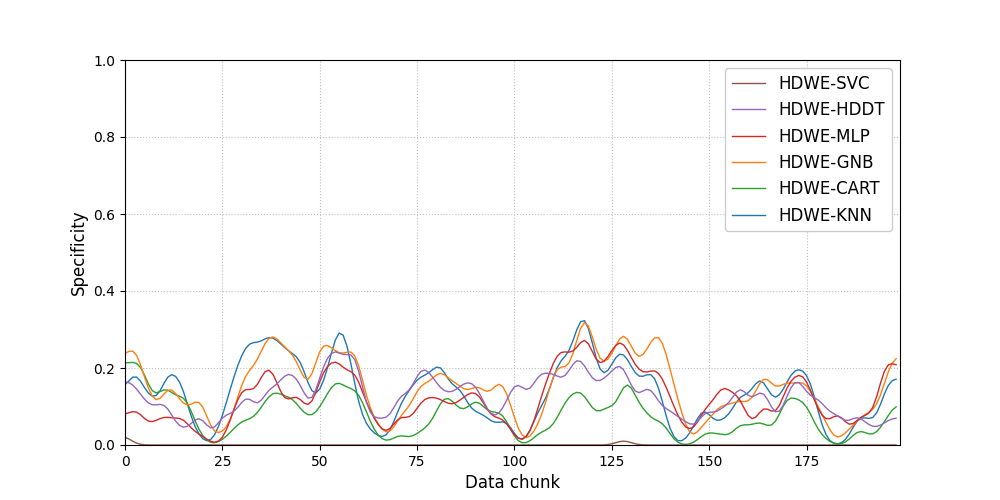 1.0
0.8
0.6
0.4
0.2
0.0
Specificity
HDWE-SVC
HDWE-HDDT
HDWE-MLP
HDWE-GNB
HDWE-CART
HDWE-KNN
0 25 50 75 100 125 150 175
Data chunk